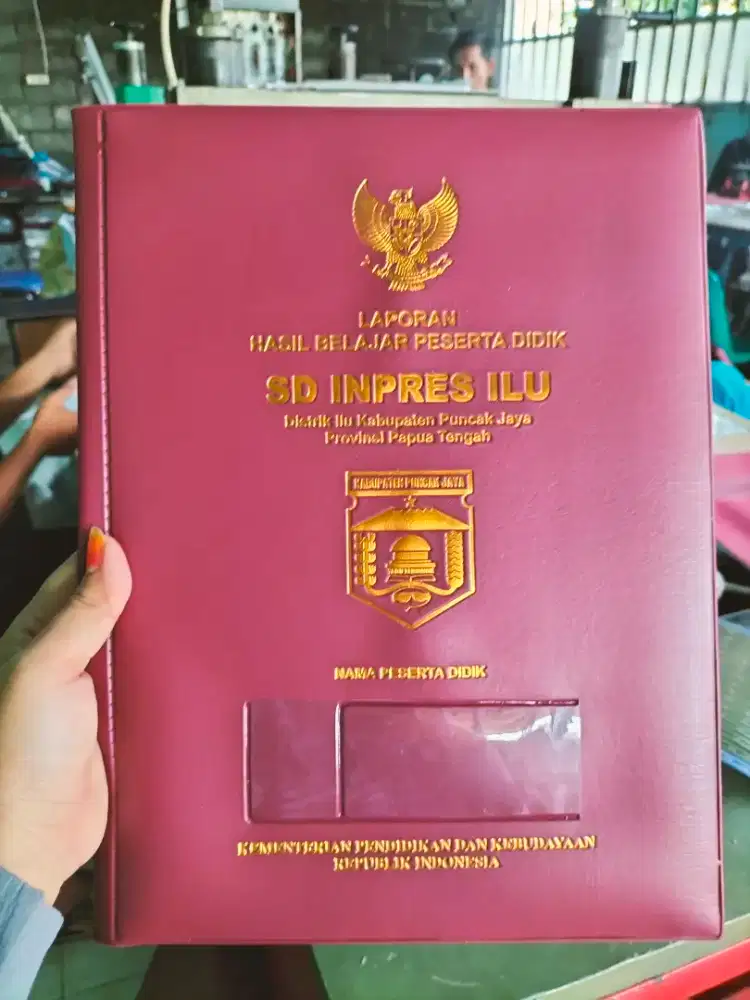 LAPORAN
HASIL BELAJAR PESERTA DIDIK
SD INPRES ILU
Distrik Ilu Kabupaten Puncak Jaya
Provinsi Papua Tengah
KABUPATEN PUNCAK JAYA
NAMA PESERTA DIDIK
KEMENTERIAN PENDIDIKAN DAN KEBUDAYAAN
REPUBLIK INDONESIA